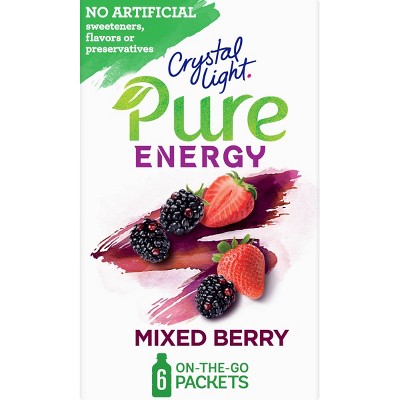 NO ARTIFICIAL
sweeteners,
flavors or
preservatives
Crystal
Light
Pure
ENERGY
MIXED BERRY
6 ON-THE-GO
PACKETS